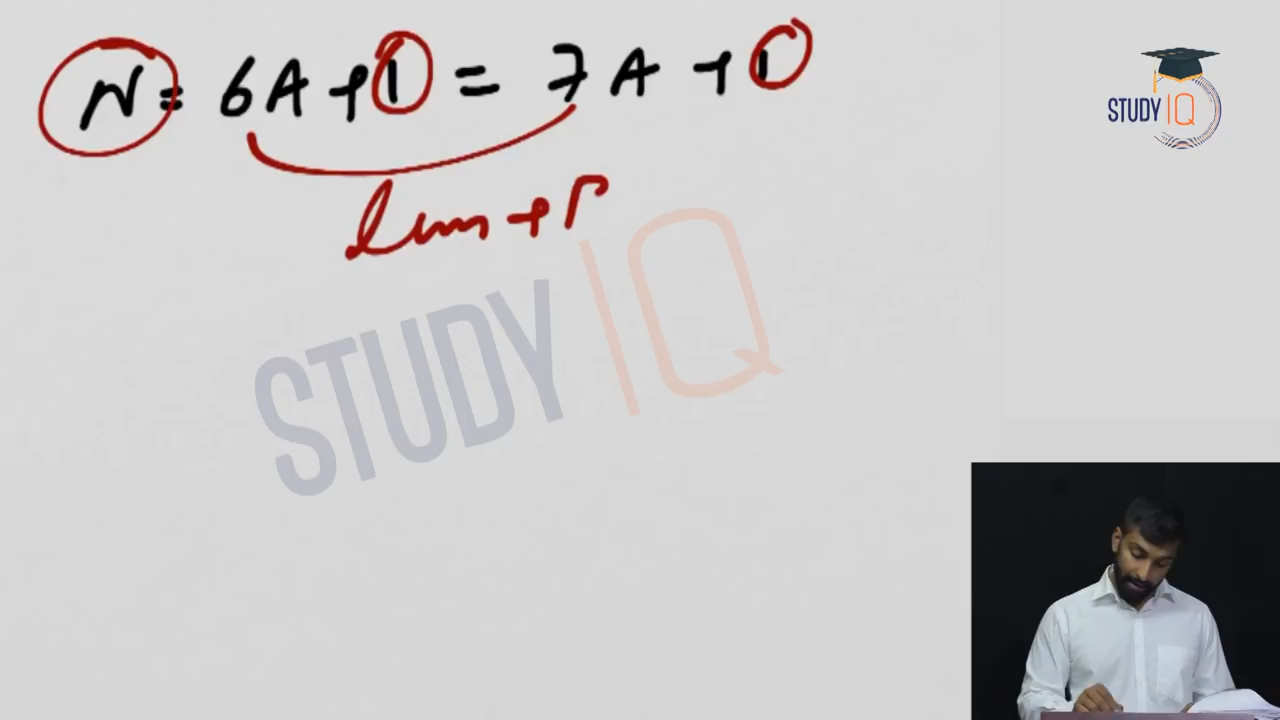 N = 6A + 1 = 7A + 1
lcm + r
STUDY IQ
STUDY IQ